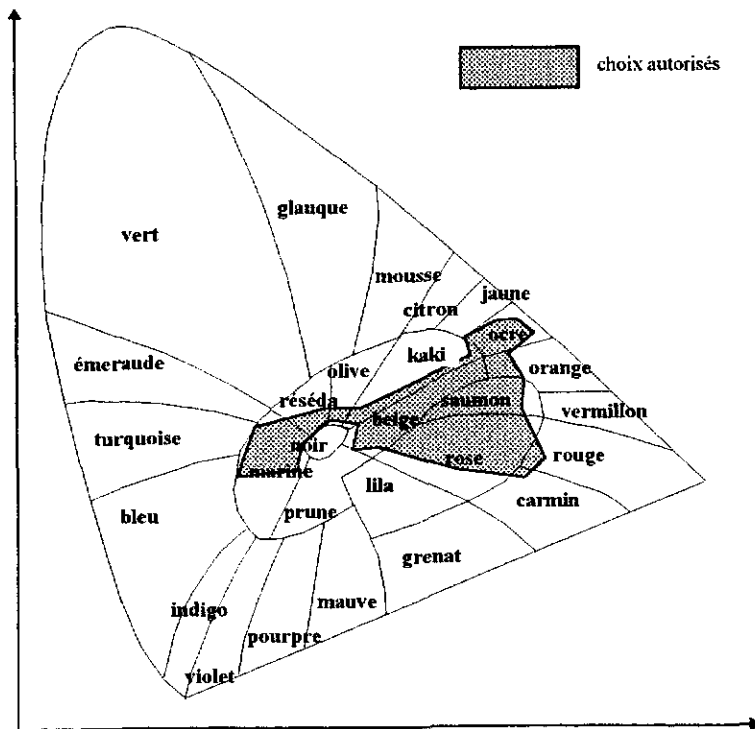 choix autorisés
glauque
vert
mousse
jaune
citron
ocre
kaki
olive
émeraude
orange
réséda
saumon
beige
vermillon
turquoise
noir
rose
rouge
marine
lila
carmin
prune
bleu
grenat
indigo
mauve
pourpre
violet